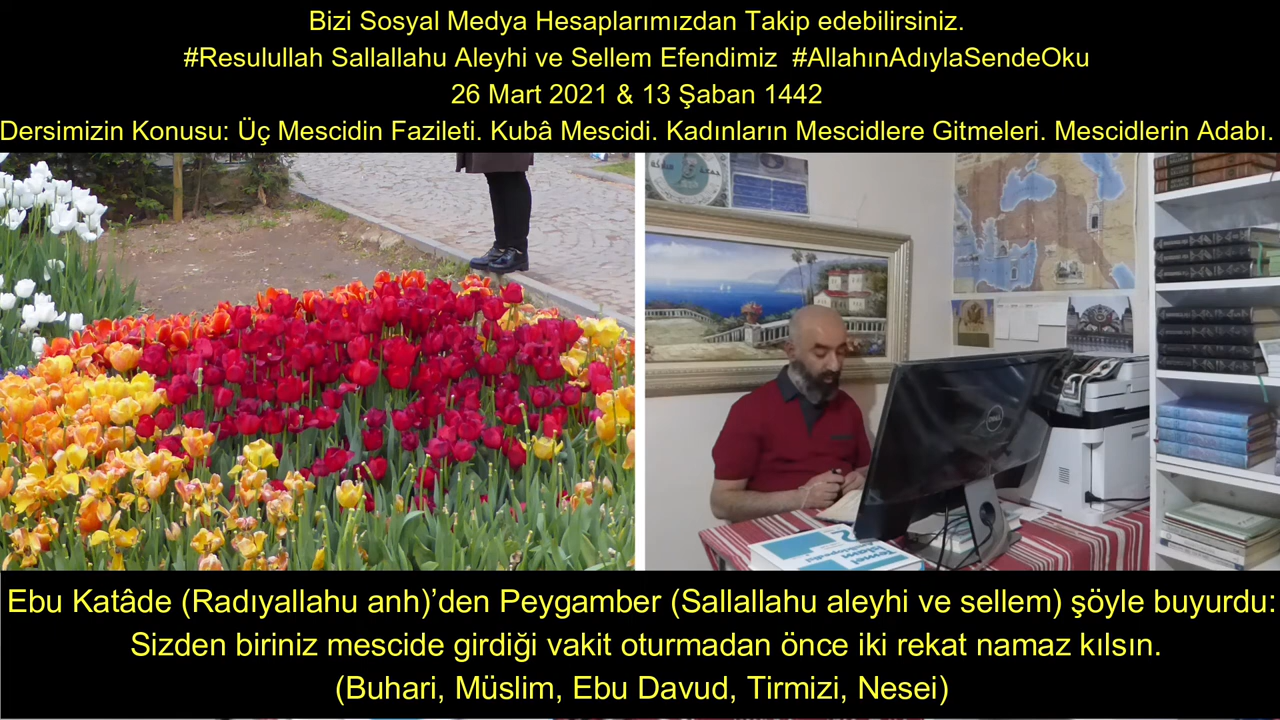 Bizi Sosyal Medya Hesaplarımızdan Takip edebilirsiniz.
#Resulullah Sallallahu Aleyhi ve Sellem Efendimiz #AllahınAdıylaSendeOku
26 Mart 2021 & 13 Şaban 1442
Dersimizin Konusu: Üç Mescidin Fazileti. Kubâ Mescidi. Kadınların Mescidlere Gitmeleri. Mescidlerin Adabı.
DELL
Temel
Ebu Katâde (Radıyallahu anh)’den Peygamber (Sallallahu aleyhi ve sellem) şöyle buyurdu:
Sizden biriniz mescide girdiği vakit oturmadan önce iki rekat namaz kılsın.
(Buhari, Müslim, Ebu Davud, Tirmizi, Nesei)